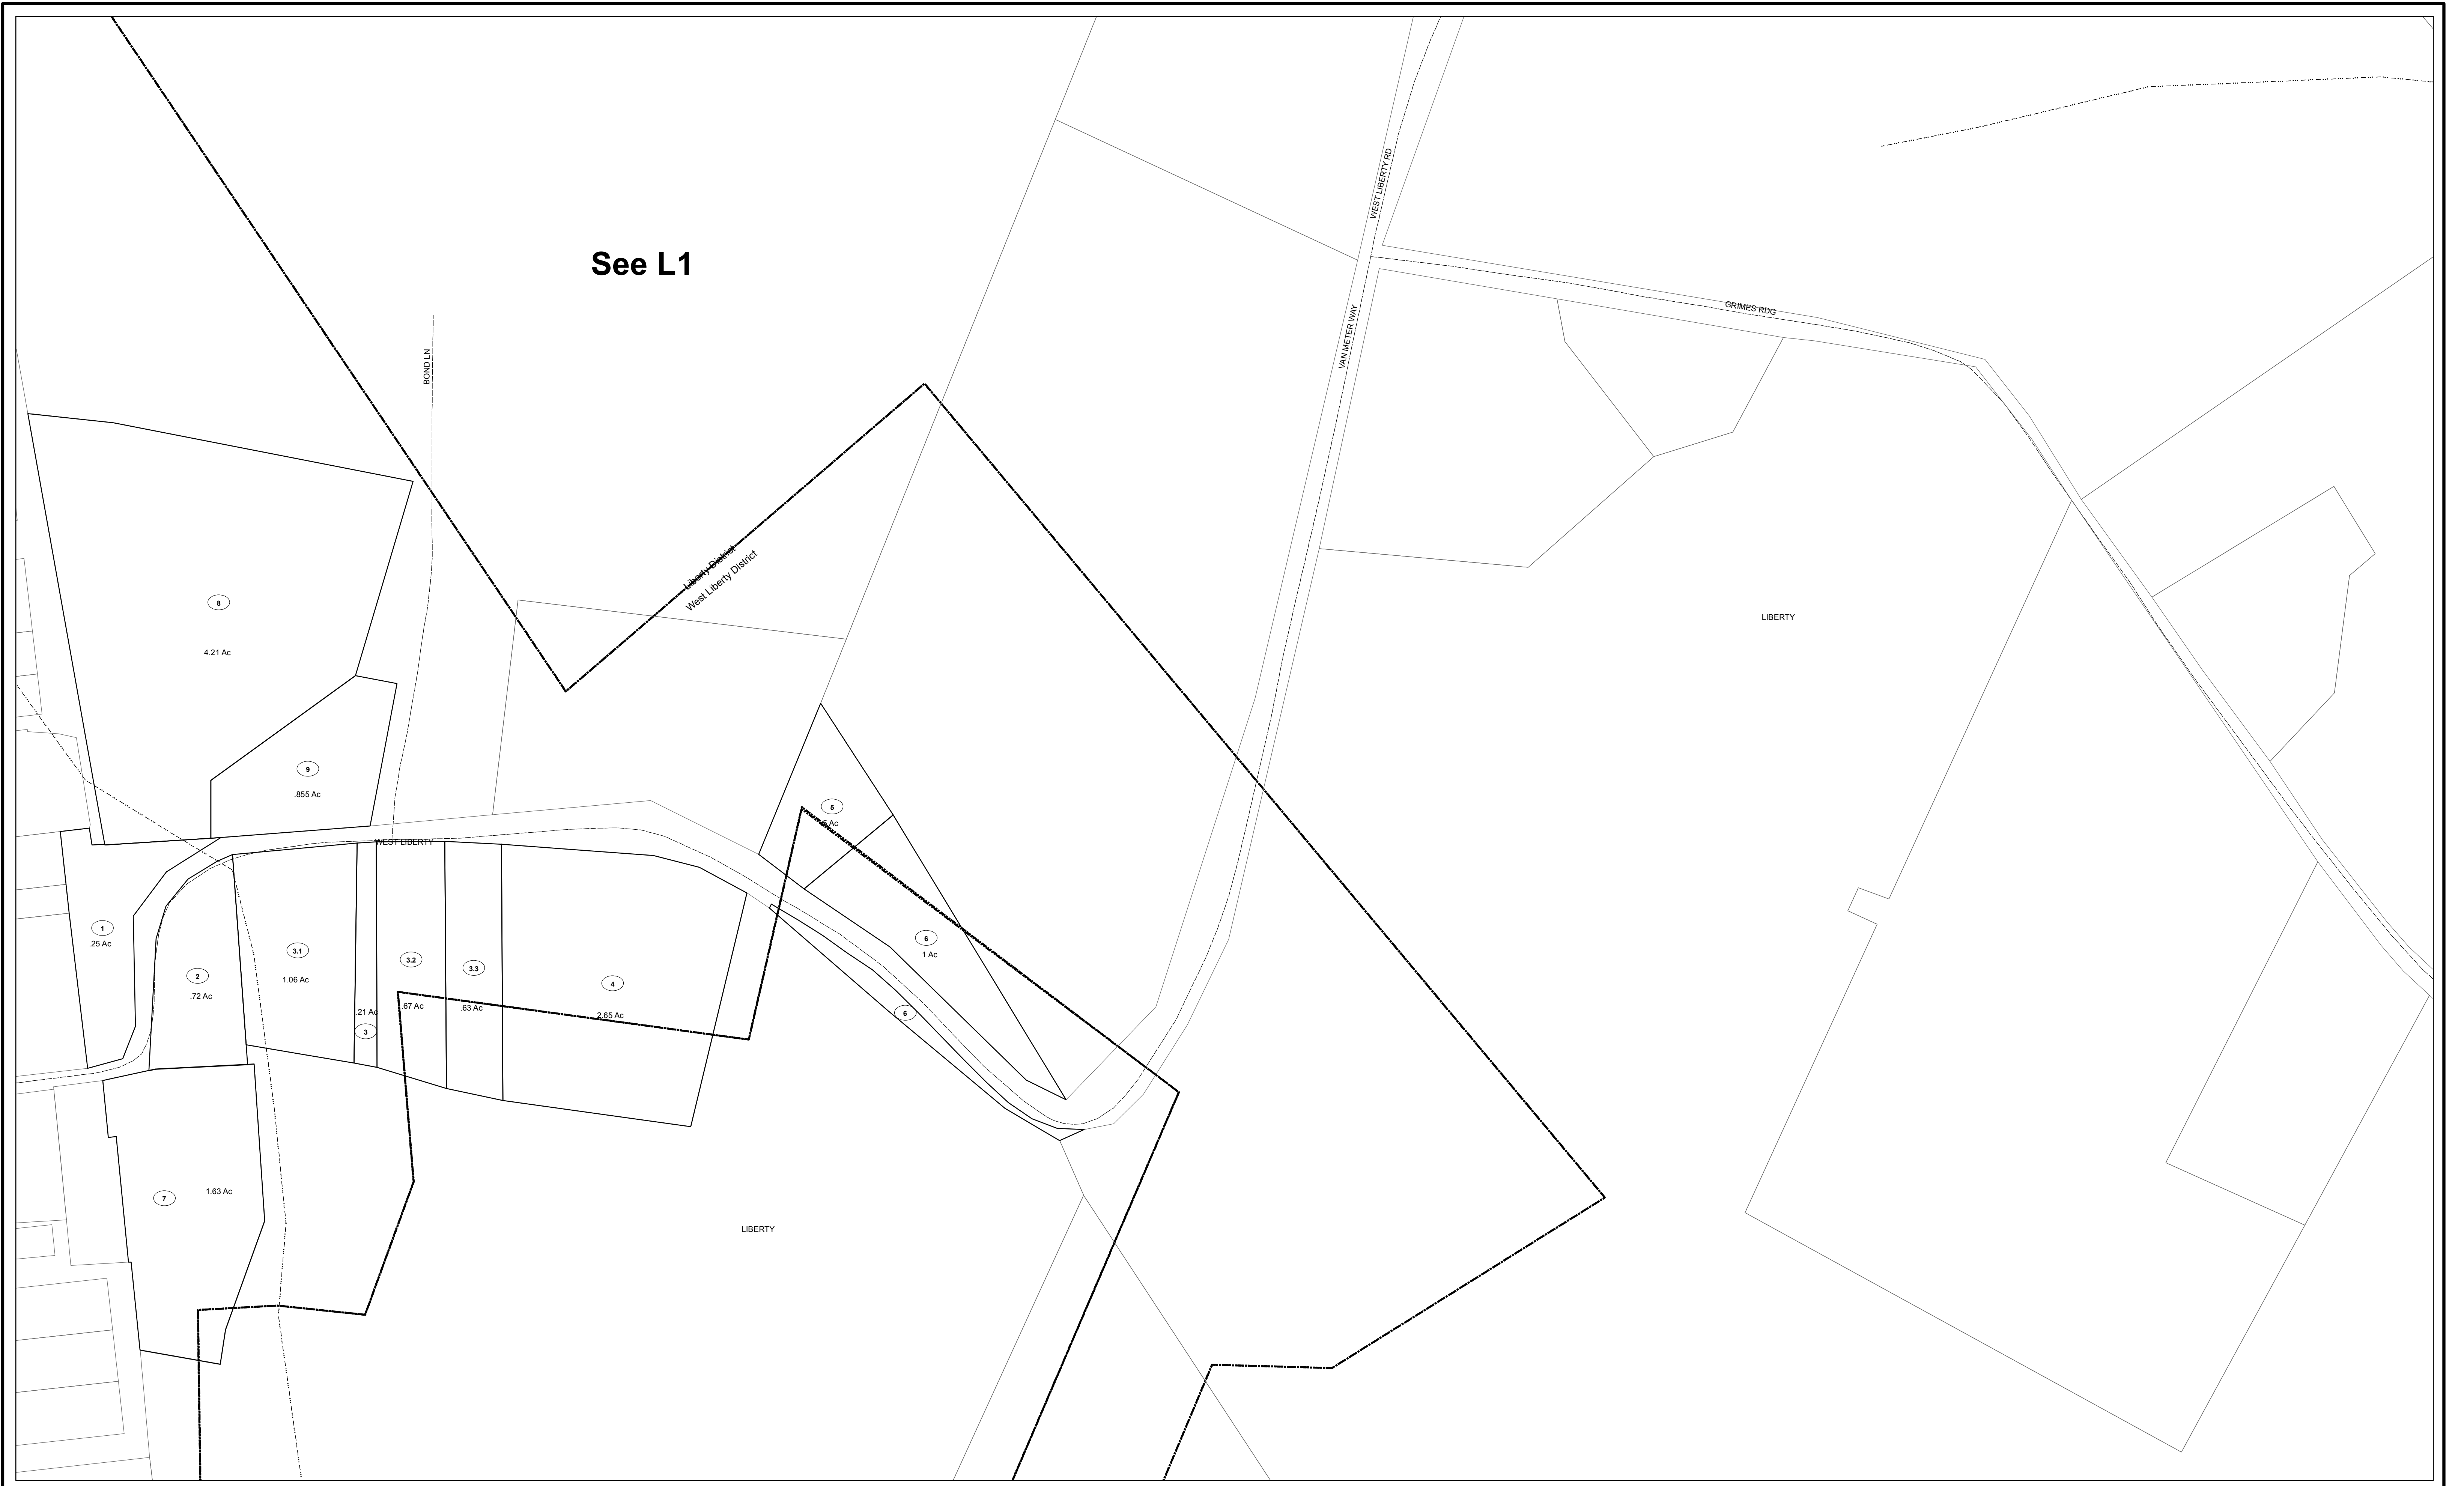 WEST LIBERTY RD
See L1
GRIMES RDG
VAN METER WAY
BOND LN
Liberty District
West Liberty District
8
LIBERTY
4.21 Ac
9
.855 Ac
5
WEST LIBERTY
1
.25 Ac
6
1 Ac
3.1
3.2
3.3
2
1.06 Ac
4
.72 Ac
.21 Ac
.67 Ac
.63 Ac
2.65 Ac
6
3
7
1.63 Ac
LIBERTY